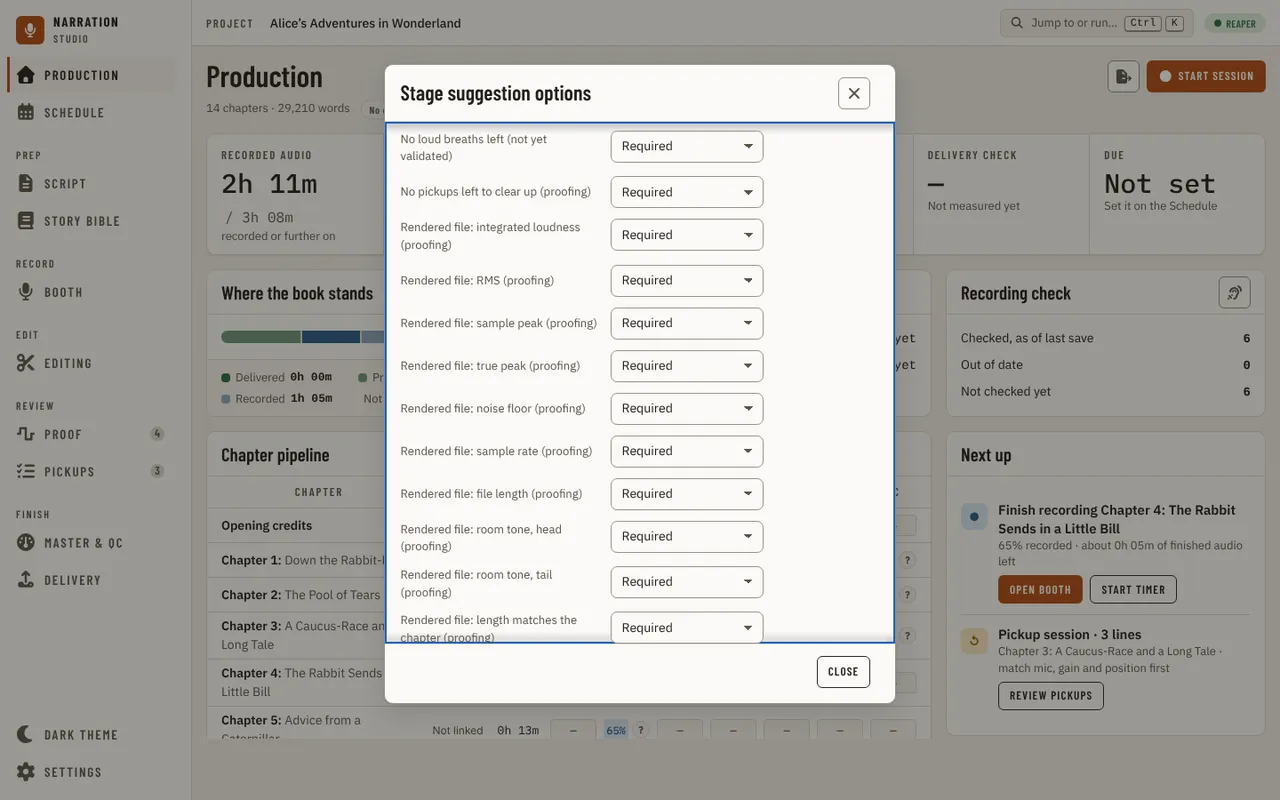 NARRATION
STUDIO
PRODUCTION
SCHEDULE
PREP
SCRIPT
STORY BIBLE
RECORD
BOOTH
EDIT
EDITING
REVIEW
PROOF 4
PICKUPS 3
FINISH
MASTER & QC
DELIVERY
DARK THEME
SETTINGS
PROJECT Alice's Adventures in Wonderland
Jump to or run... Ctrl K
REAPER
Production
14 chapters · 29,210 words No
START SESSION
RECORDED AUDIO
2h 11m
/ 3h 08m
recorded or further on
DELIVERY CHECK
—
Not measured yet
DUE
Not set
Set it on the Schedule
Where the book stands
Delivered 0h 00m
Recorded 1h 05m Not
yet
yet
Recording check
Checked, as of last save 6
Out of date 0
Not checked yet 6
Chapter pipeline
CHAPTER
Opening credits
Chapter 1: Down the Rabbit- ?
Chapter 2: The Pool of Tears ?
Chapter 3: A Caucus-Race an
Long Tale ?
Chapter 4: The Rabbit Sends
Little Bill
Chapter 5: Advice from a
Caterpillar
Not linked 0h 13m – 65% ? – – – – –
Next up
Finish recording Chapter 4: The Rabbit
Sends in a Little Bill
65% recorded · about 0h 05m of finished audio
left
OPEN BOOTH START TIMER
Pickup session · 3 lines
Chapter 3: A Caucus-Race and a Long Tale ·
match mic, gain and position first
REVIEW PICKUPS
Stage suggestion options
No loud breaths left (not yet
validated)
Required
No pickups left to clear up (proofing) Required
Rendered file: integrated loudness
(proofing)
Required
Rendered file: RMS (proofing) Required
Rendered file: sample peak (proofing) Required
Rendered file: true peak (proofing) Required
Rendered file: noise floor (proofing) Required
Rendered file: sample rate (proofing) Required
Rendered file: file length (proofing) Required
Rendered file: room tone, head
(proofing)
Required
Rendered file: room tone, tail
(proofing)
Required
Rendered file: length matches the
chapter (proofing)
Required
CLOSE